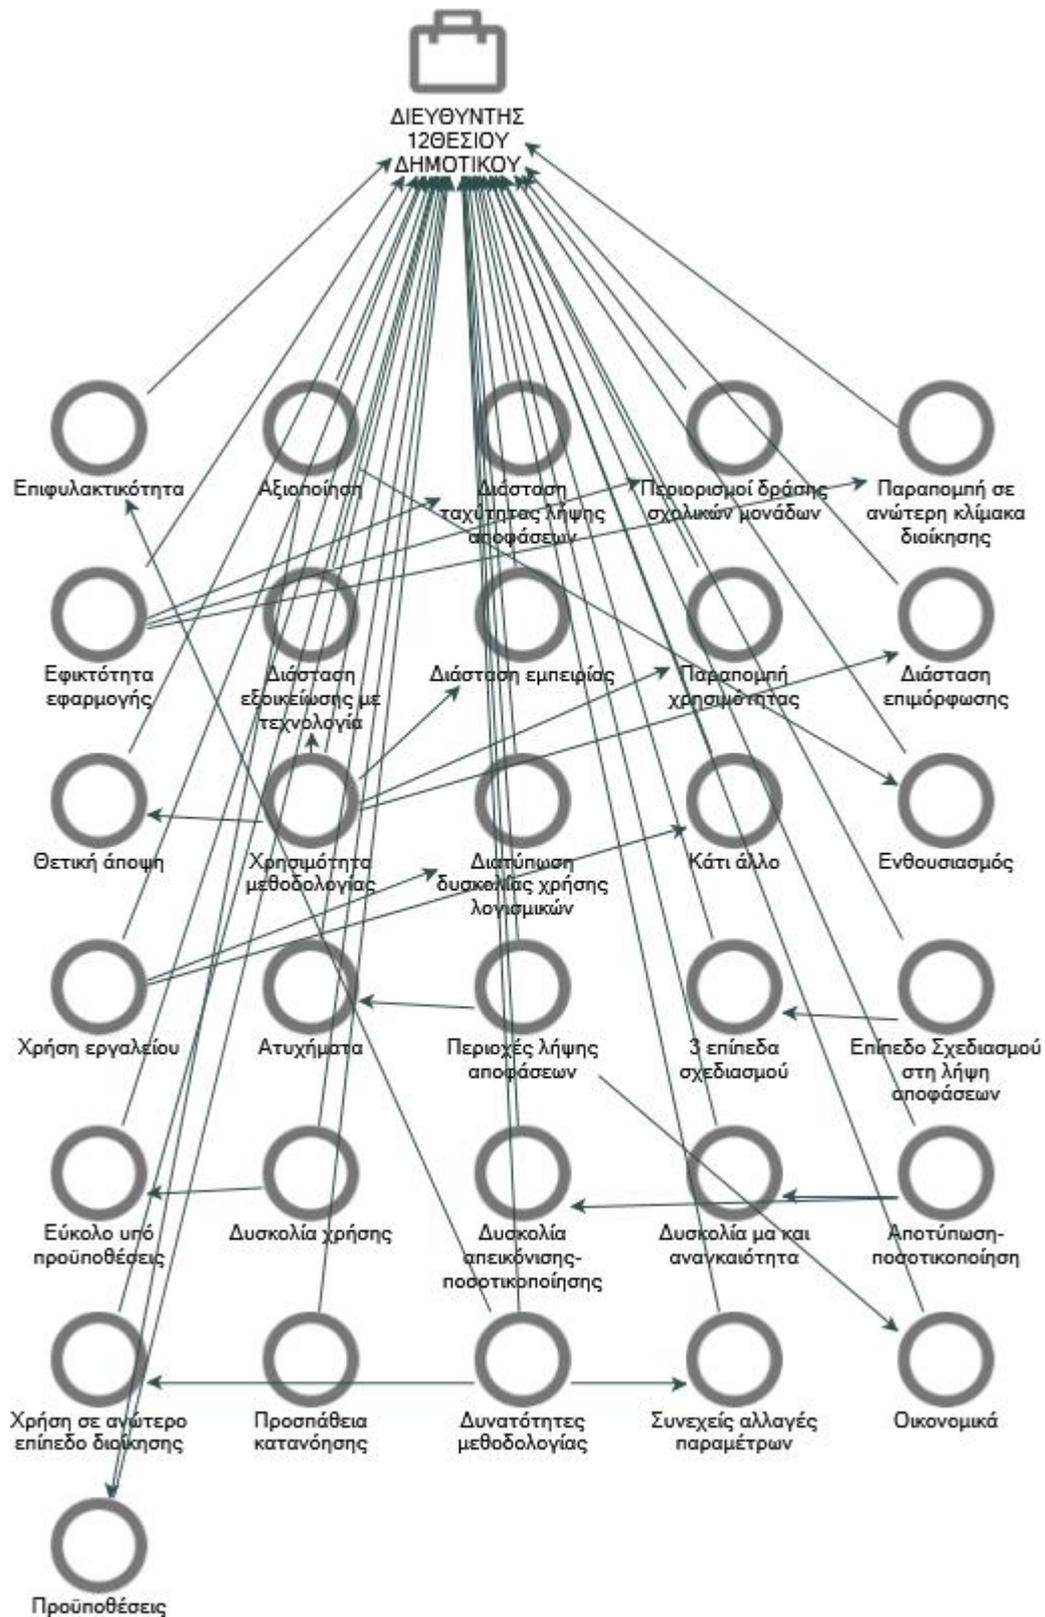 ΔΙΕΥΘΥΝΤΗΣ
12ΘΕΣΙΟΥ
ΔΗΜΟΤΙΚΟΥ
Επιφυλακτικότητα
Αξιοποίηση
Διάσταση
ταχύτητας λήψης
αποφάσεων
Περιορισμοί δράσης
σχολικών μονάδων
Παραπομπή σε
ανώτερη κλίμακα
διοίκησης
Εφικτότητα
εφαρμογής
Διάσταση
εξοικείωσης με
τεχνολογία
Διάσταση εμπειρίας
Παραπομπή
χρησιμότητας
Διάσταση
επιμόρφωσης
Θετική άποψη
Χρησιμότητα
μεθοδολογίας
Διατύπωση
δυσκολίας χρήσης
λογισμικών
Κάτι άλλο
Ενθουσιασμός
Χρήση εργαλείου
Ατυχήματα
Περιοχές λήψης
αποφάσεων
3 επίπεδα
σχεδιασμού
Επίπεδο Σχεδιασμού
στη λήψη
αποφάσεων
Εύκολο υπό
προϋποθέσεις
Δυσκολία χρήσης
Δυσκολία
απεικόνισης-
ποσοτικοποίησης
Δυσκολία μα και
αναγκαιότητα
Αποτύπωση-
ποσοτικοποίηση
Χρήση σε ανώτερο
επίπεδο διοίκησης
Προσπάθεια
κατανόησης
Δυνατότητες
μεθοδολογίας
Συνεχείς αλλαγές
παραμέτρων
Οικονομικά
Προϋποθέσεις